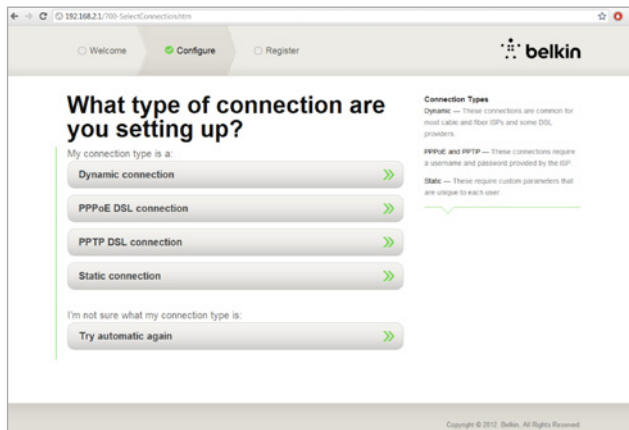 192.168.2.1/700-SelectConnection/htm
Welcome
Configure
Register
belkin
What type of connection are
you setting up?
My connection type is a:
Dynamic connection
PPPoE DSL connection
PPTP DSL connection
Static connection
I'm not sure what my connection type is:
Try automatic again
Connection Types
Dynamic — These connections are common for
most cable and fiber ISPs and some DSL
providers.
PPPoE and PPTP — These connections require
a username and password provided by the ISP.
Static — These require custom parameters that
are unique to each user.
Copyright © 2012, Belkin, All Rights Reserved.